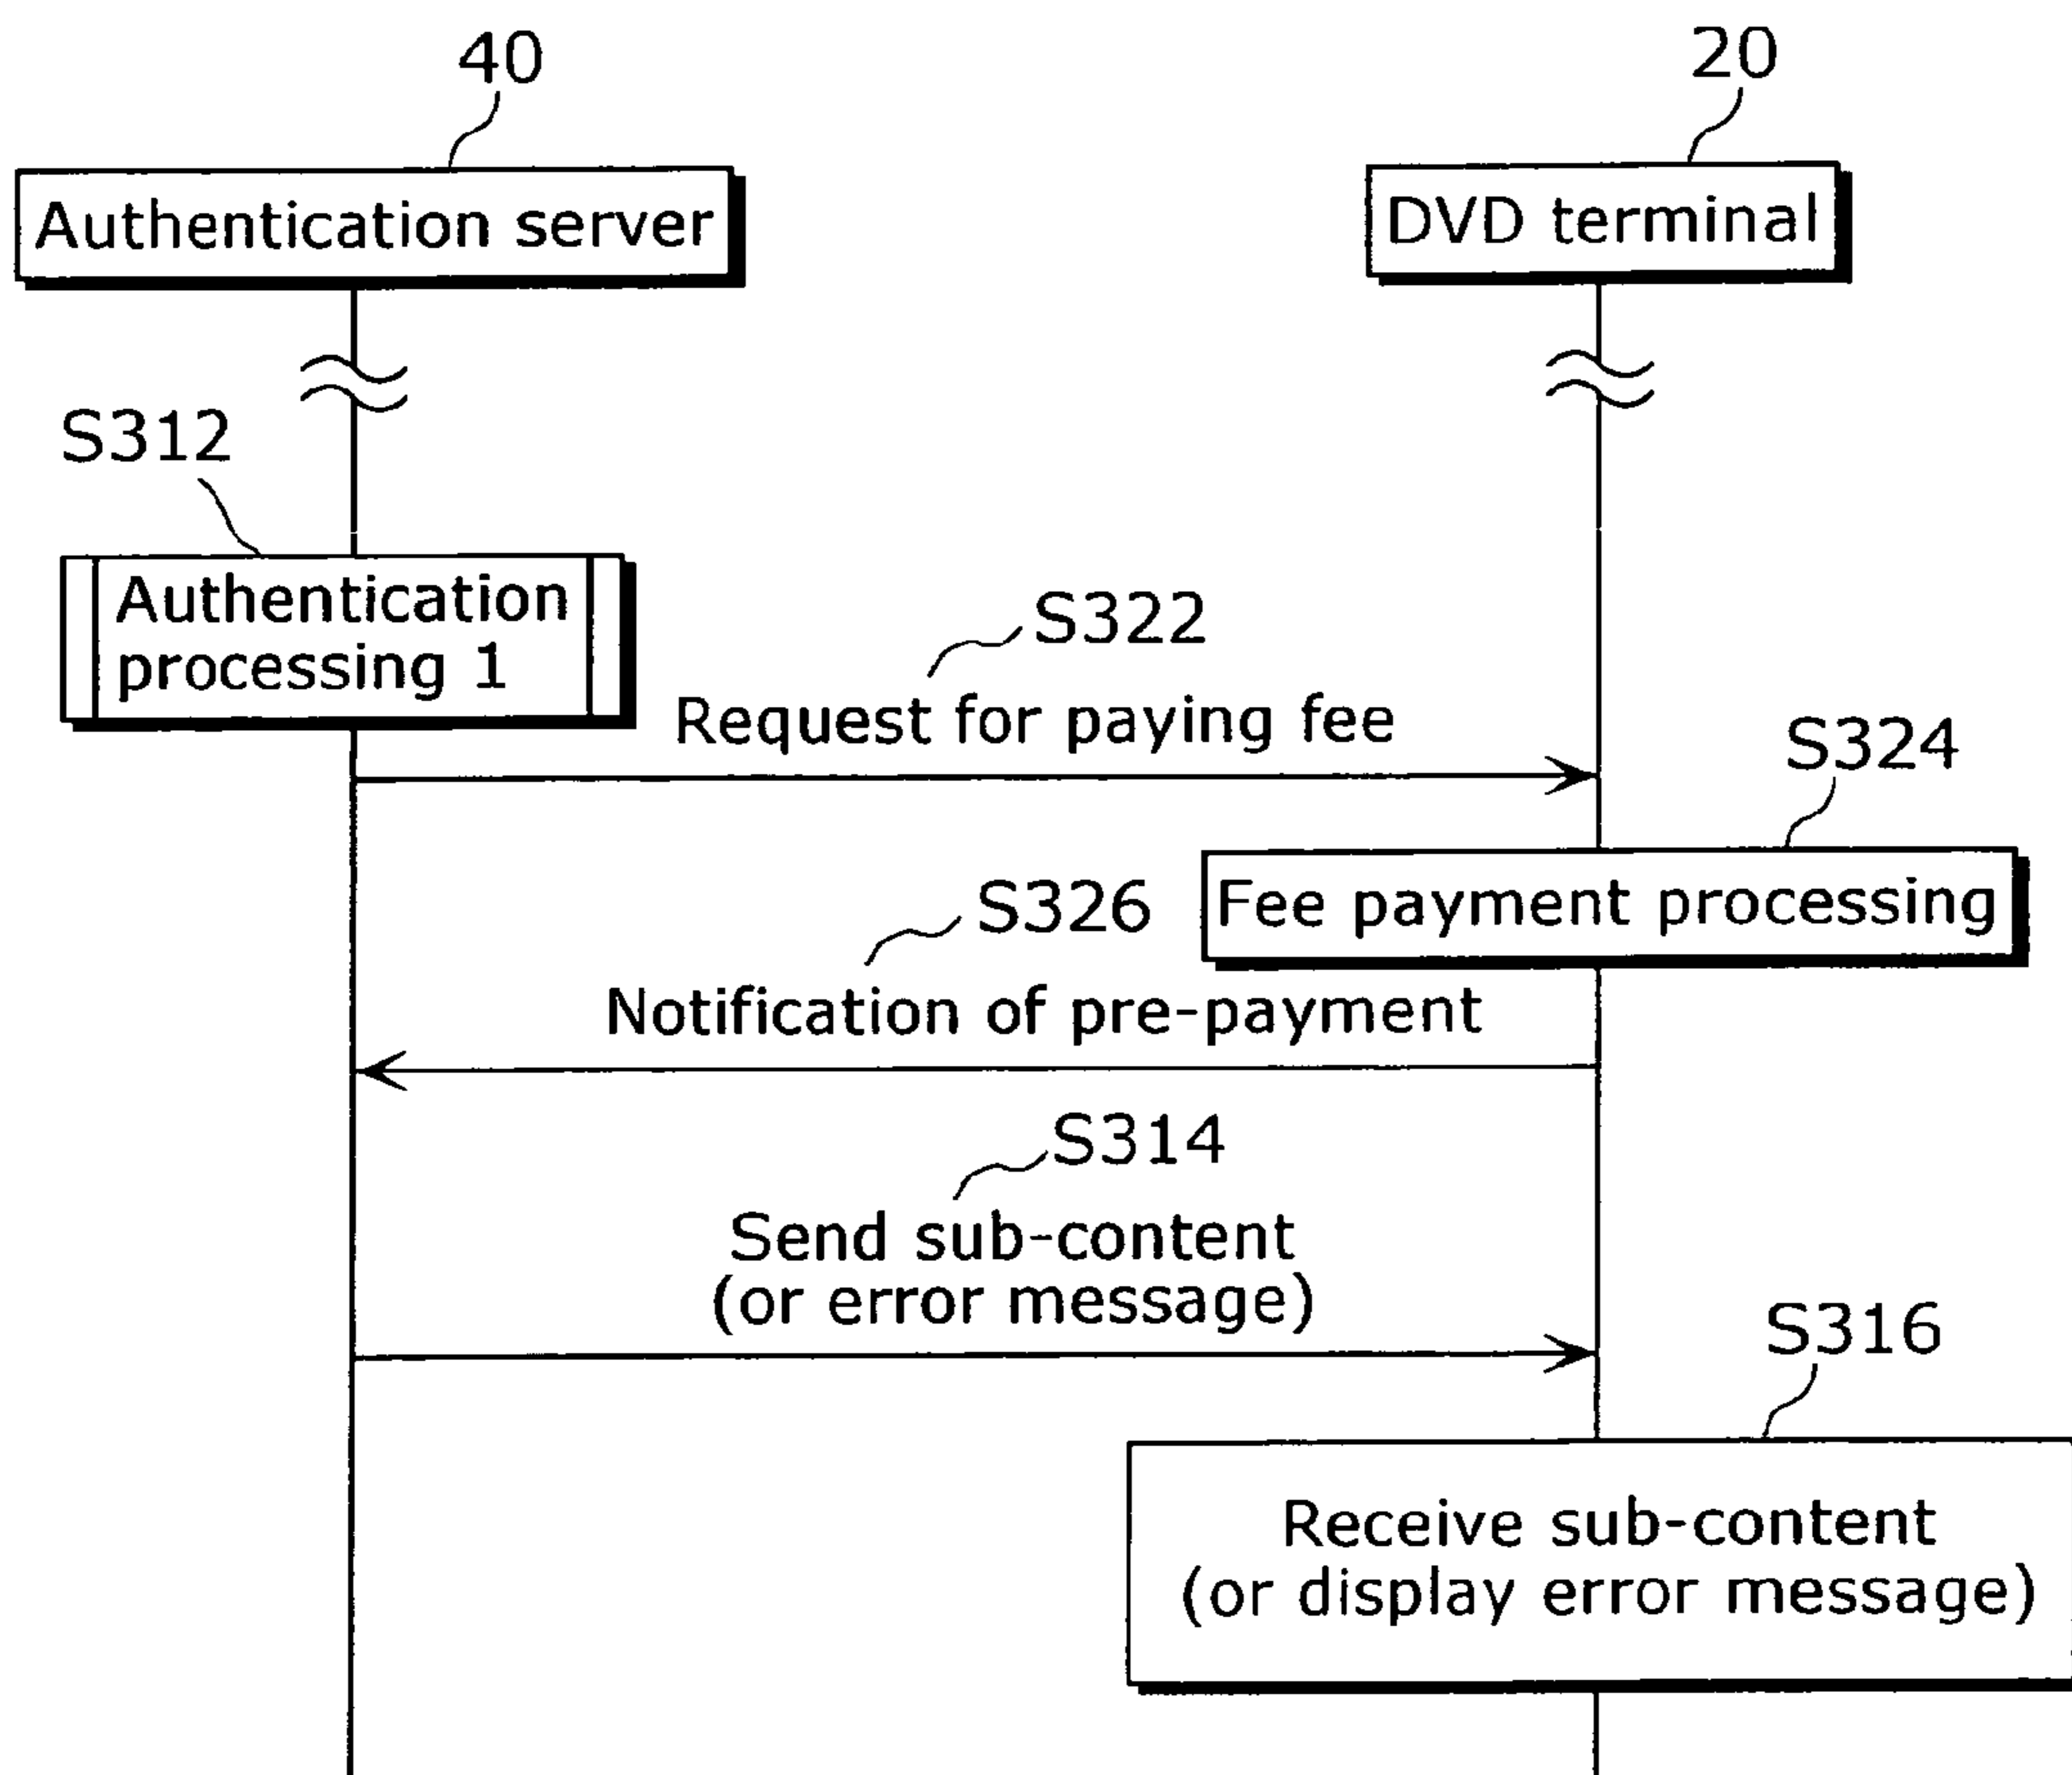 40
20
Authentication server
DVD terminal
S312
Authentication
processing 1
S322
Request for paying fee
S324
Fee payment processing
S326
Notification of pre-payment
S314
Send sub-content
(or error message)
S316
Receive sub-content
(or display error message)